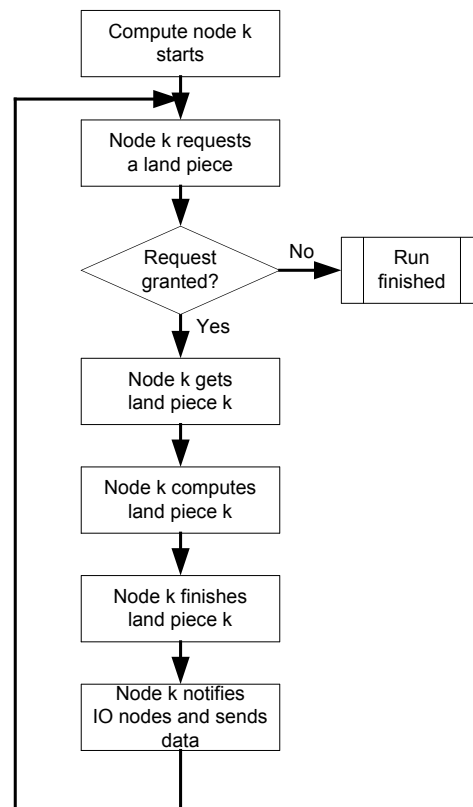 Compute node k
starts
Node k requests
a land piece
Request
granted?
No
Run
finished
Yes
Node k gets
land piece k
Node k computes
land piece k
Node k finishes
land piece k
Node k notifies
IO nodes and sends
data